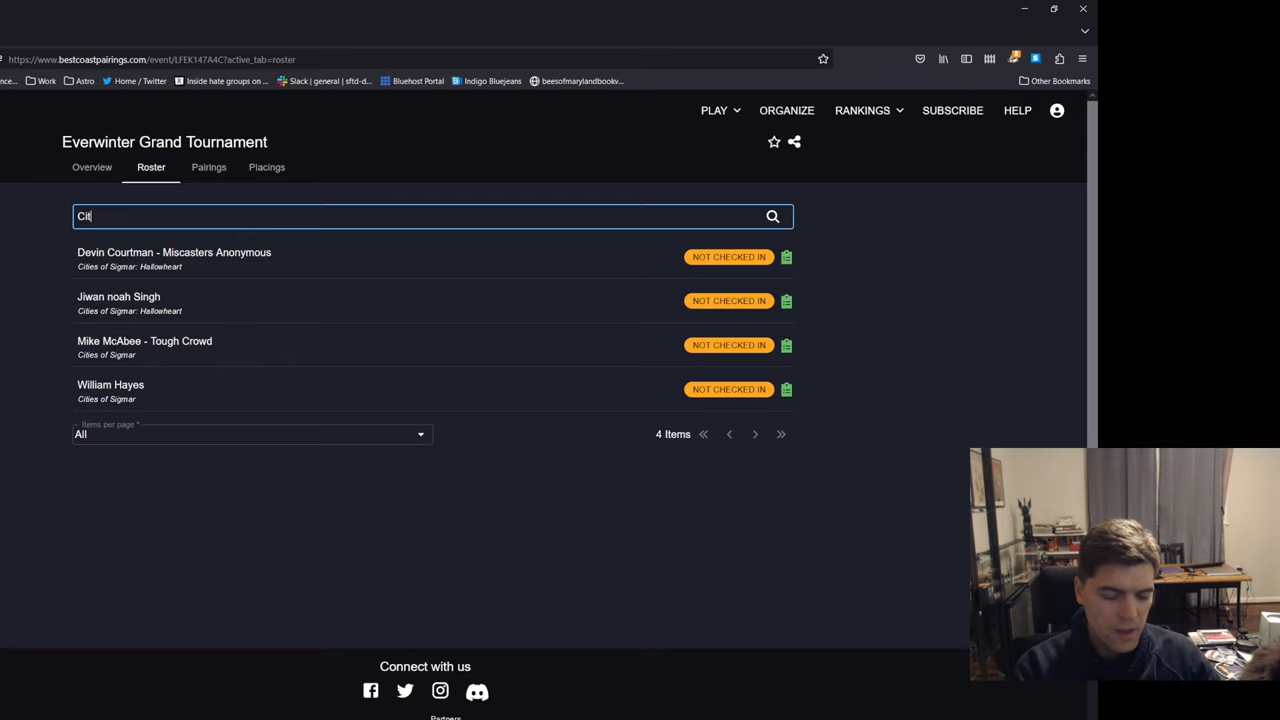 https://www.bestcoastpairings.com/event/LFEK147A4C?active_tab=roster
Work Astro Home / Twitter Inside hate groups on ... Slack | general | sftd-d... Bluehost Portal Indigo Bluejeans beesofmarylandbookv... Other Bookmarks
PLAY ORGANIZE RANKINGS SUBSCRIBE HELP
Everwinter Grand Tournament
Overview Roster Pairings Placings
Cit
Devin Courtman - Miscasters Anonymous
Cities of Sigmar: Hallowheart
NOT CHECKED IN
Jiwan noah Singh
Cities of Sigmar: Hallowheart
NOT CHECKED IN
Mike McAbee - Tough Crowd
Cities of Sigmar
NOT CHECKED IN
William Hayes
Cities of Sigmar
NOT CHECKED IN
Items per page *
All
4 Items
Connect with us
Partners